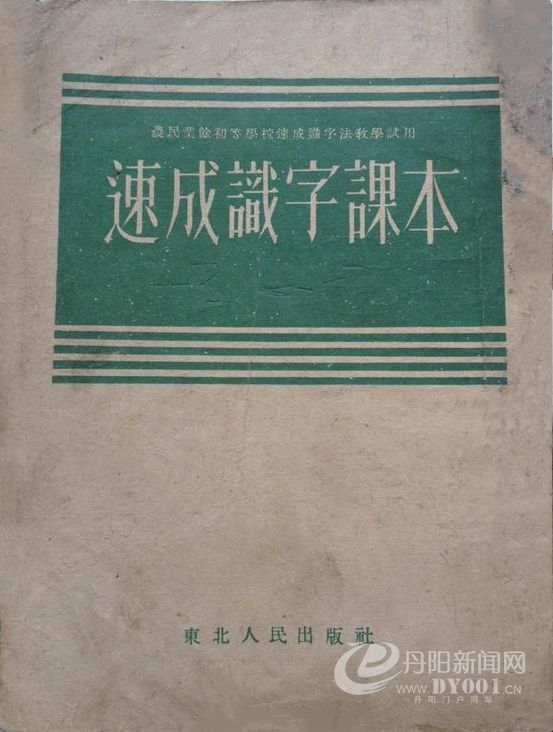 農民業餘初等學校速成識字法教學試用
速成識字課本
東北人民出版社
丹阳新闻网
www.DY001.CN
丹阳门户网站